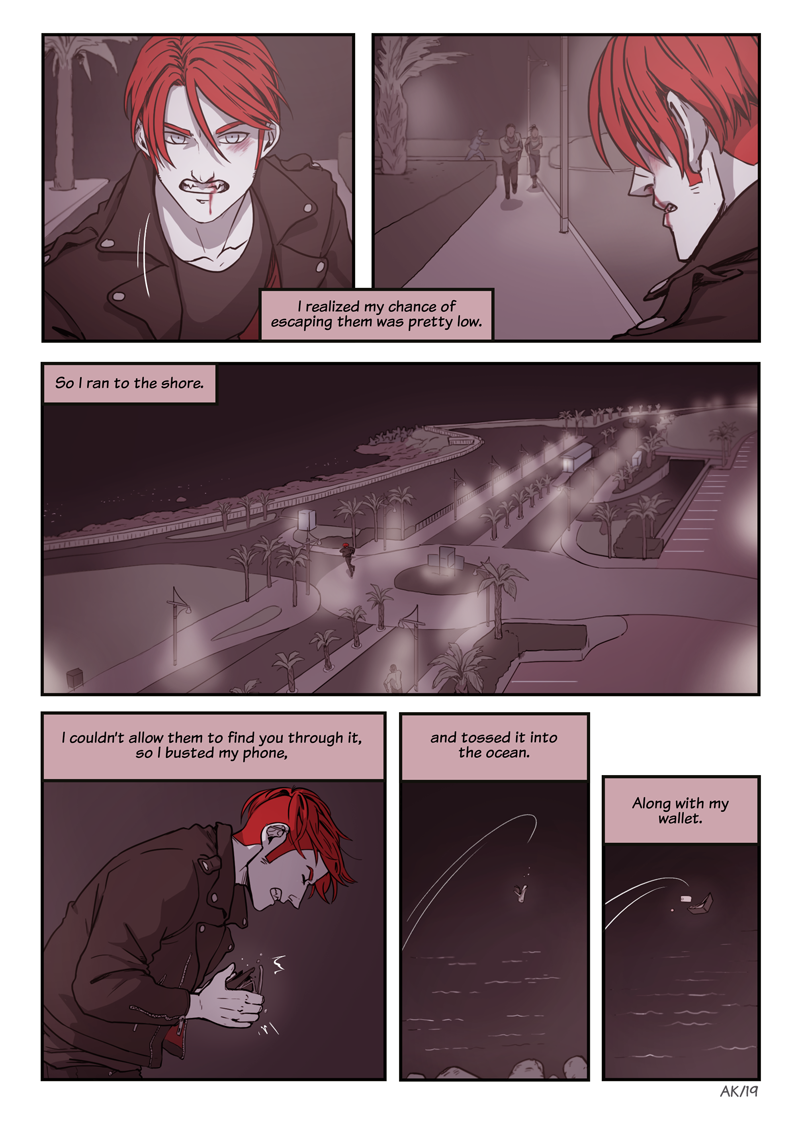 I realized my chance of
escaping them was pretty low.
So I ran to the shore.
I couldn't allow them to find you through it,
so I busted my phone,
and tossed it into
the ocean.
Along with my
wallet.
AK/19